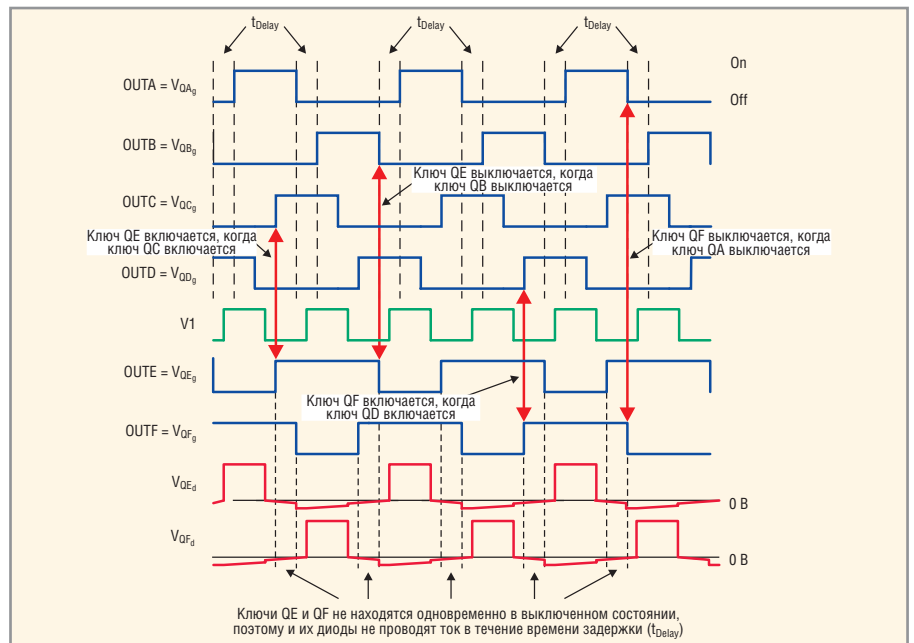 tDelay tDelay tDelay
On
OUTA = VQAg
Off
OUTB = VQBg
Ключ QE выключается, когда
ключ QB выключается
OUTC = VQCg
Ключ QE включается, когда
ключ QC включается
Ключ QF выключается, когда
ключ QA выключается
OUTD = VQDg
V1
OUTE = VQEg
Ключ QF включается, когда
ключ QD включается
OUTF = VQFg
VQEd
0 В
VQFd
0 В
Ключи QE и QF не находятся одновременно в выключенном состоянии,
поэтому и их диоды не проводят ток в течение времени задержки (tDelay)